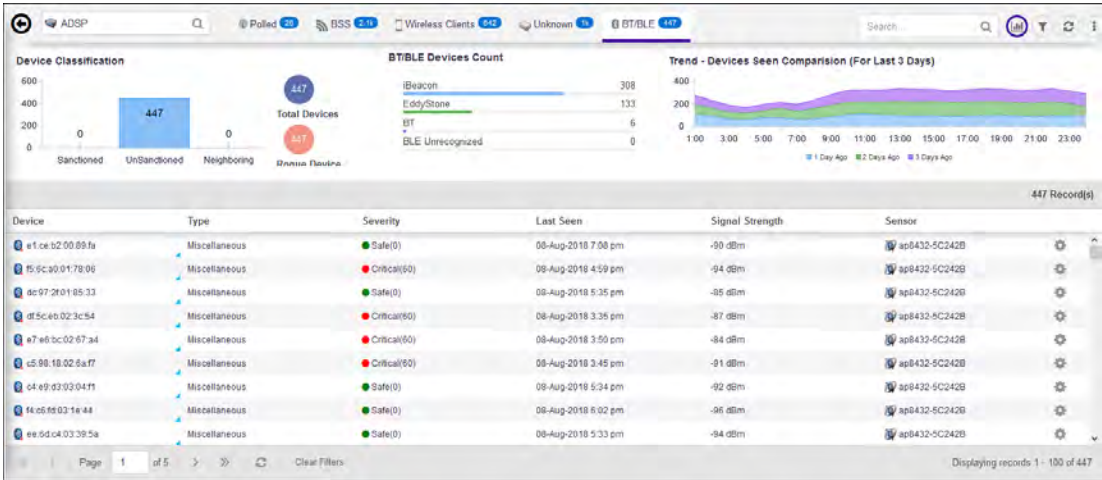 ADSP Polled 26 BSS 2.1k Wireless Clients 642 Unknown 1k BT/BLE 447 Search...
Device Classification
600
400
200
0
447
0
0
Sanctioned UnSanctioned Neighboring
447
Total Devices
447
Rogue Device
BT/BLE Devices Count
iBeacon 308
EddyStone 133
BT 6
BLE Unrecognized 0
Trend - Devices Seen Comparision (For Last 3 Days)
400
200
0
1:00 3:00 5:00 7:00 9:00 11:00 13:00 15:00 17:00 19:00 21:00 23:00
1 Day Ago 2 Days Ago 3 Days Ago
447 Record(s)
Device Type Severity Last Seen Signal Strength Sensor
e1:ce:b2:00:89:fa Miscellaneous Safe(0) 08-Aug-2018 7:08 pm -90 dBm ap8432-5C242B
f5:6c:a0:01:78:06 Miscellaneous Critical(60) 08-Aug-2018 4:59 pm -94 dBm ap8432-5C242B
dc:97:2f:01:85:33 Miscellaneous Safe(0) 08-Aug-2018 5:35 pm -85 dBm ap8432-5C242B
df:5c:eb:02:3c:54 Miscellaneous Critical(60) 08-Aug-2018 3:35 pm -87 dBm ap8432-5C242B
e7:e6:bc:02:67:a4 Miscellaneous Critical(60) 08-Aug-2018 3:50 pm -84 dBm ap8432-5C242B
c5:98:18:02:6a:f7 Miscellaneous Critical(60) 08-Aug-2018 3:45 pm -91 dBm ap8432-5C242B
c4:e9:d3:03:04:f1 Miscellaneous Safe(0) 08-Aug-2018 5:34 pm -92 dBm ap8432-5C242B
f4:c6:fd:03:1e:44 Miscellaneous Safe(0) 08-Aug-2018 6:02 pm -96 dBm ap8432-5C242B
ee:6d:c4:03:39:5a Miscellaneous Safe(0) 08-Aug-2018 5:33 pm -94 dBm ap8432-5C242B
Page 1 of 5 Clear Filters Displaying records 1 - 100 of 447